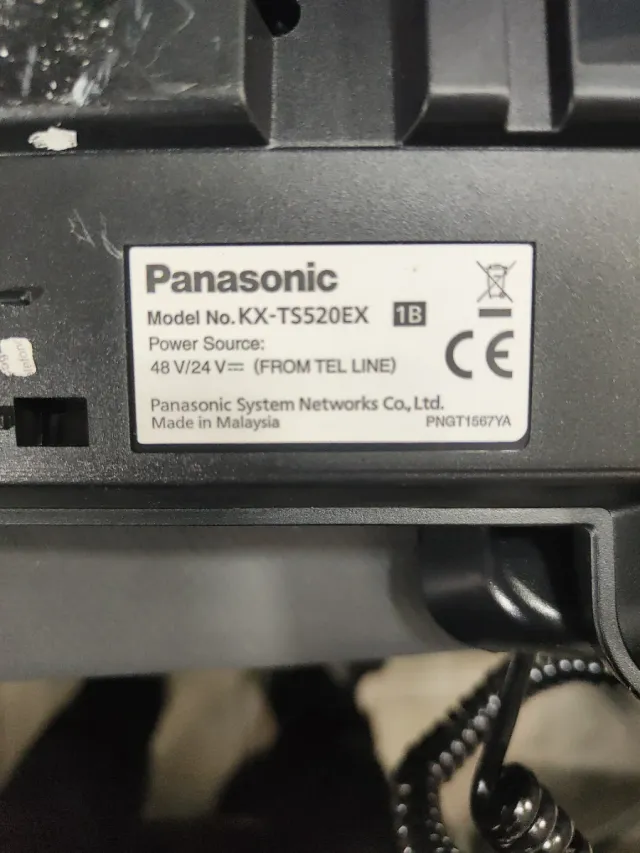 Panasonic
Model No. KX-TS520EX 1B
Power Source:
48 V/24 V⎓ (FROM TEL LINE)
CE
Panasonic System Networks Co., Ltd.
Made in Malaysia PNGT1567YA